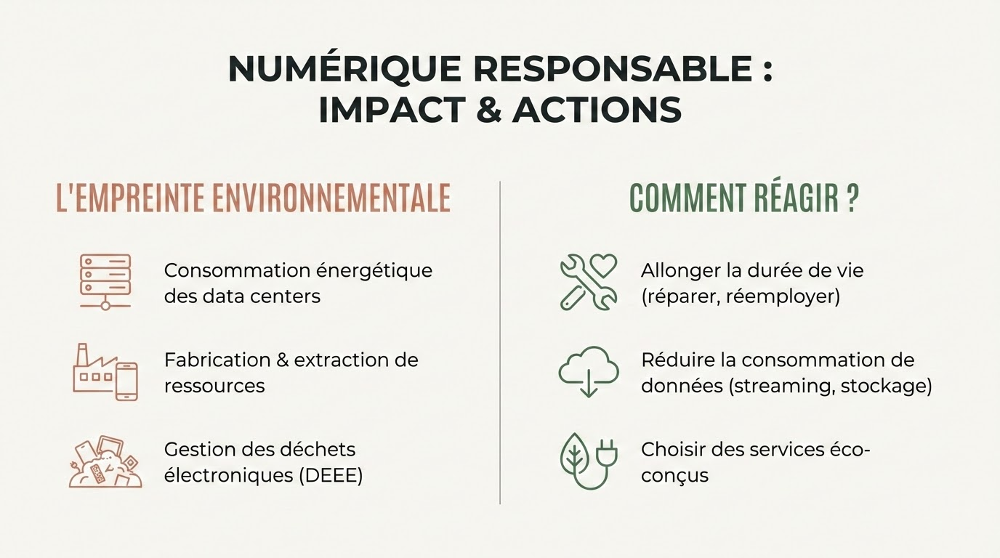 NUMÉRIQUE RESPONSABLE :
IMPACT & ACTIONS
L'EMPREINTE ENVIRONNEMENTALE
Consommation énergétique
des data centers
Fabrication & extraction de
ressources
Gestion des déchets
électroniques (DEEE)
COMMENT RÉAGIR ?
Allonger la durée de vie
(réparer, réemployer)
Réduire la consommation de
données (streaming, stockage)
Choisir des services éco-
conçus